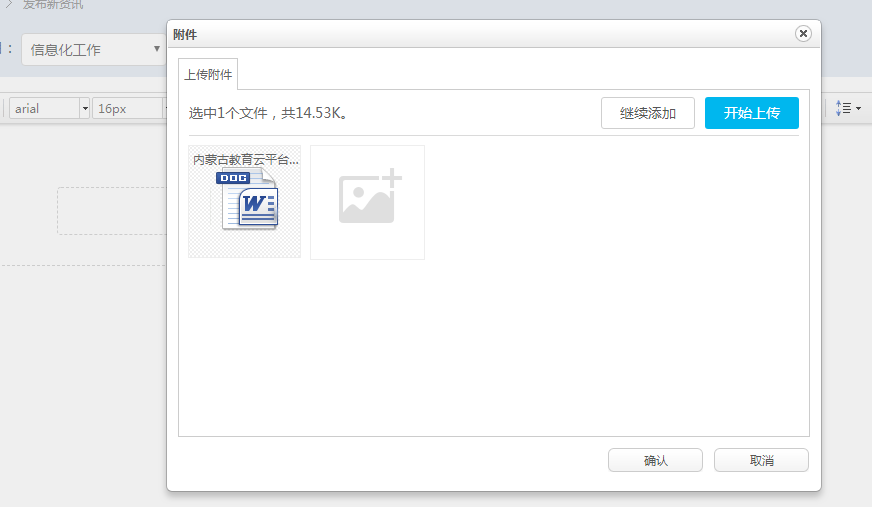 发布新资讯
附件
：
信息化工作
上传附件
arial
16px
选中1个文件，共14.53K。
继续添加
开始上传
内蒙古教育云平台...
DOC
W
确认
取消